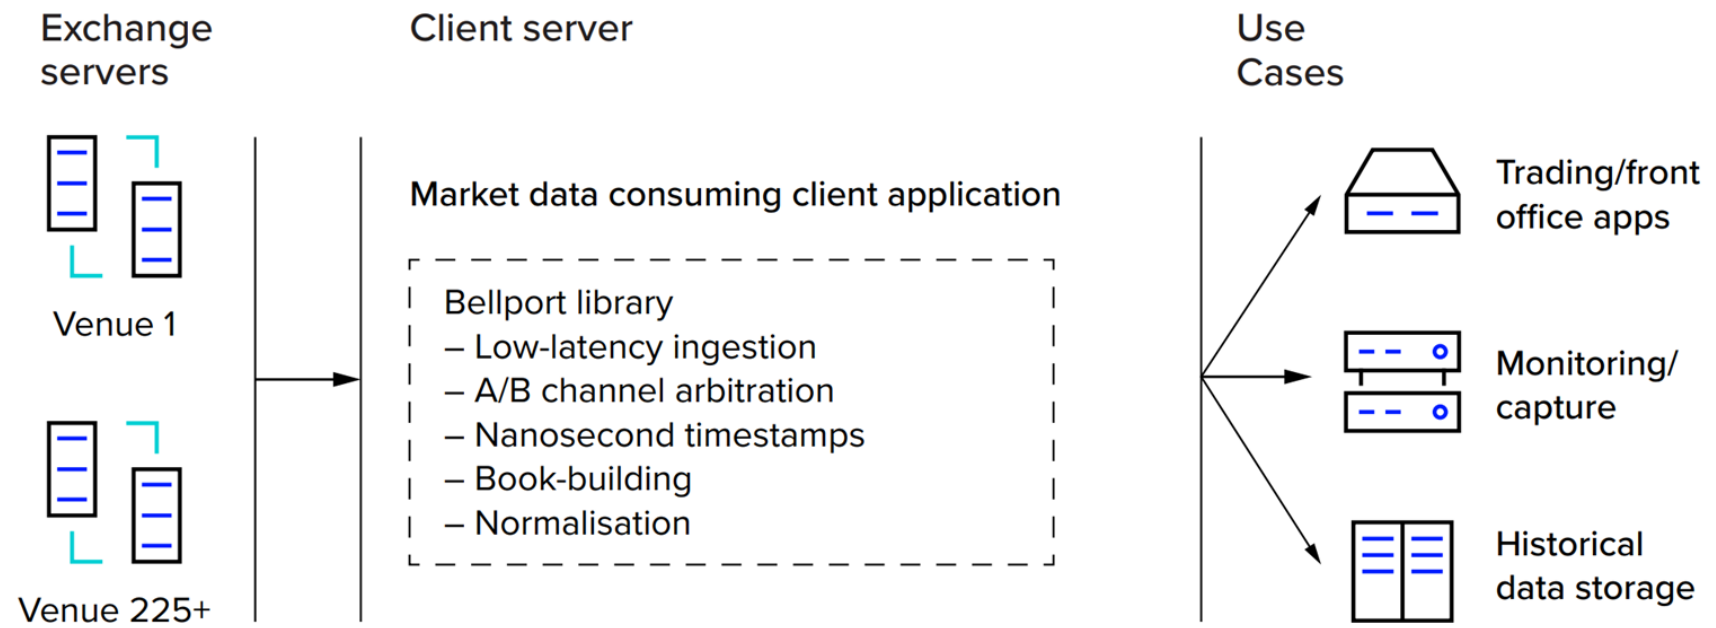 Exchange
servers
Client server
Use
Cases
Venue 1
Venue 225+
Market data consuming client application
Bellport library
– Low-latency ingestion
– A/B channel arbitration
– Nanosecond timestamps
– Book-building
– Normalisation
Trading/front
office apps
Monitoring/
capture
Historical
data storage